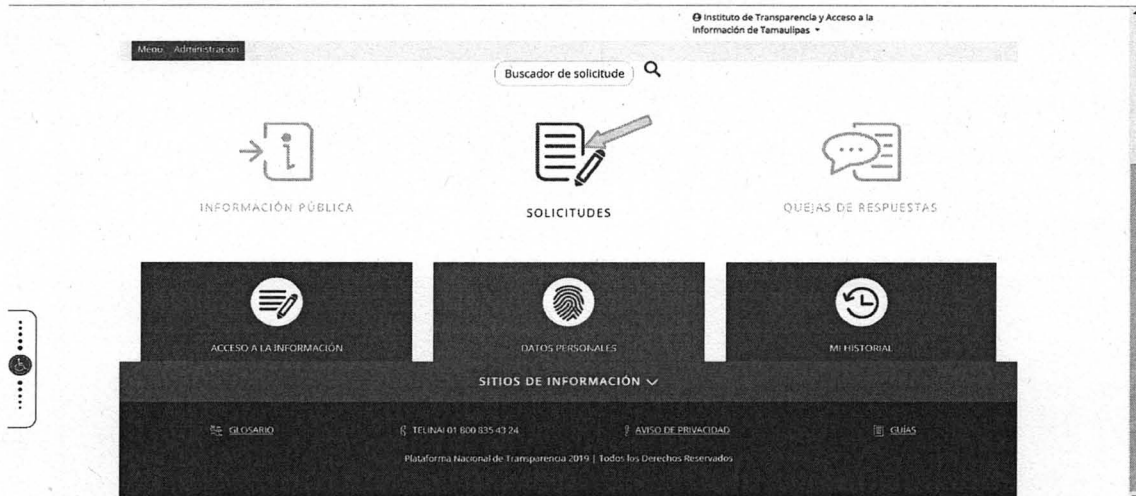 Instituto de Transparencia y Acceso a la
Información de Tamaulipas
Menú Administración
Buscador de solicitude
INFORMACIÓN PÚBLICA
SOLICITUDES
QUEJAS DE RESPUESTAS
ACCESO A LA INFORMACIÓN
DATOS PERSONALES
MI HISTORIAL
SITIOS DE INFORMACIÓN
GLOSARIO
TELINAI 01 800 835 43 24
AVISO DE PRIVACIDAD
GUÍAS
Plataforma Nacional de Transparencia 2019 | Todos los Derechos Reservados